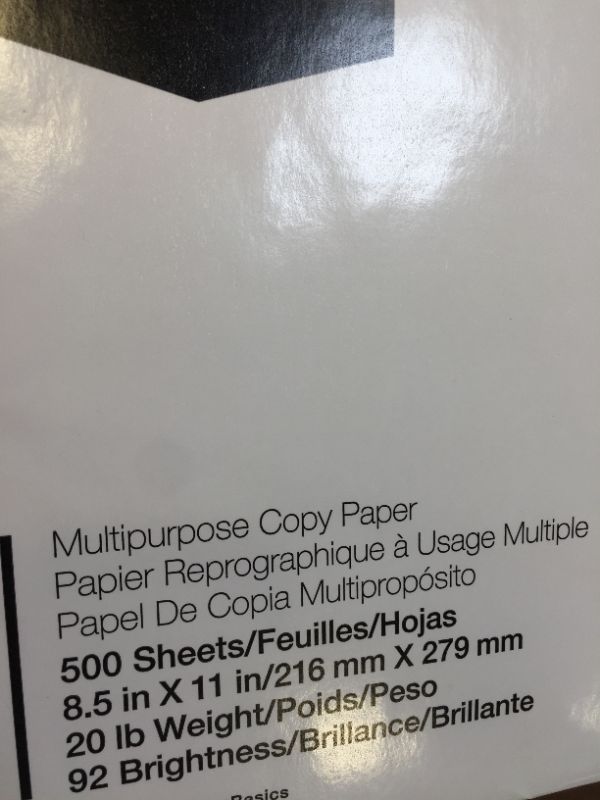 Multipurpose Copy Paper
Papier Reprographique à Usage Multiple
Papel De Copia Multipropósito
500 Sheets/Feuilles/Hojas
8.5 in X 11 in/216 mm X 279 mm
20 lb Weight/Poids/Peso
92 Brightness/Brillance/Brillante
Basics